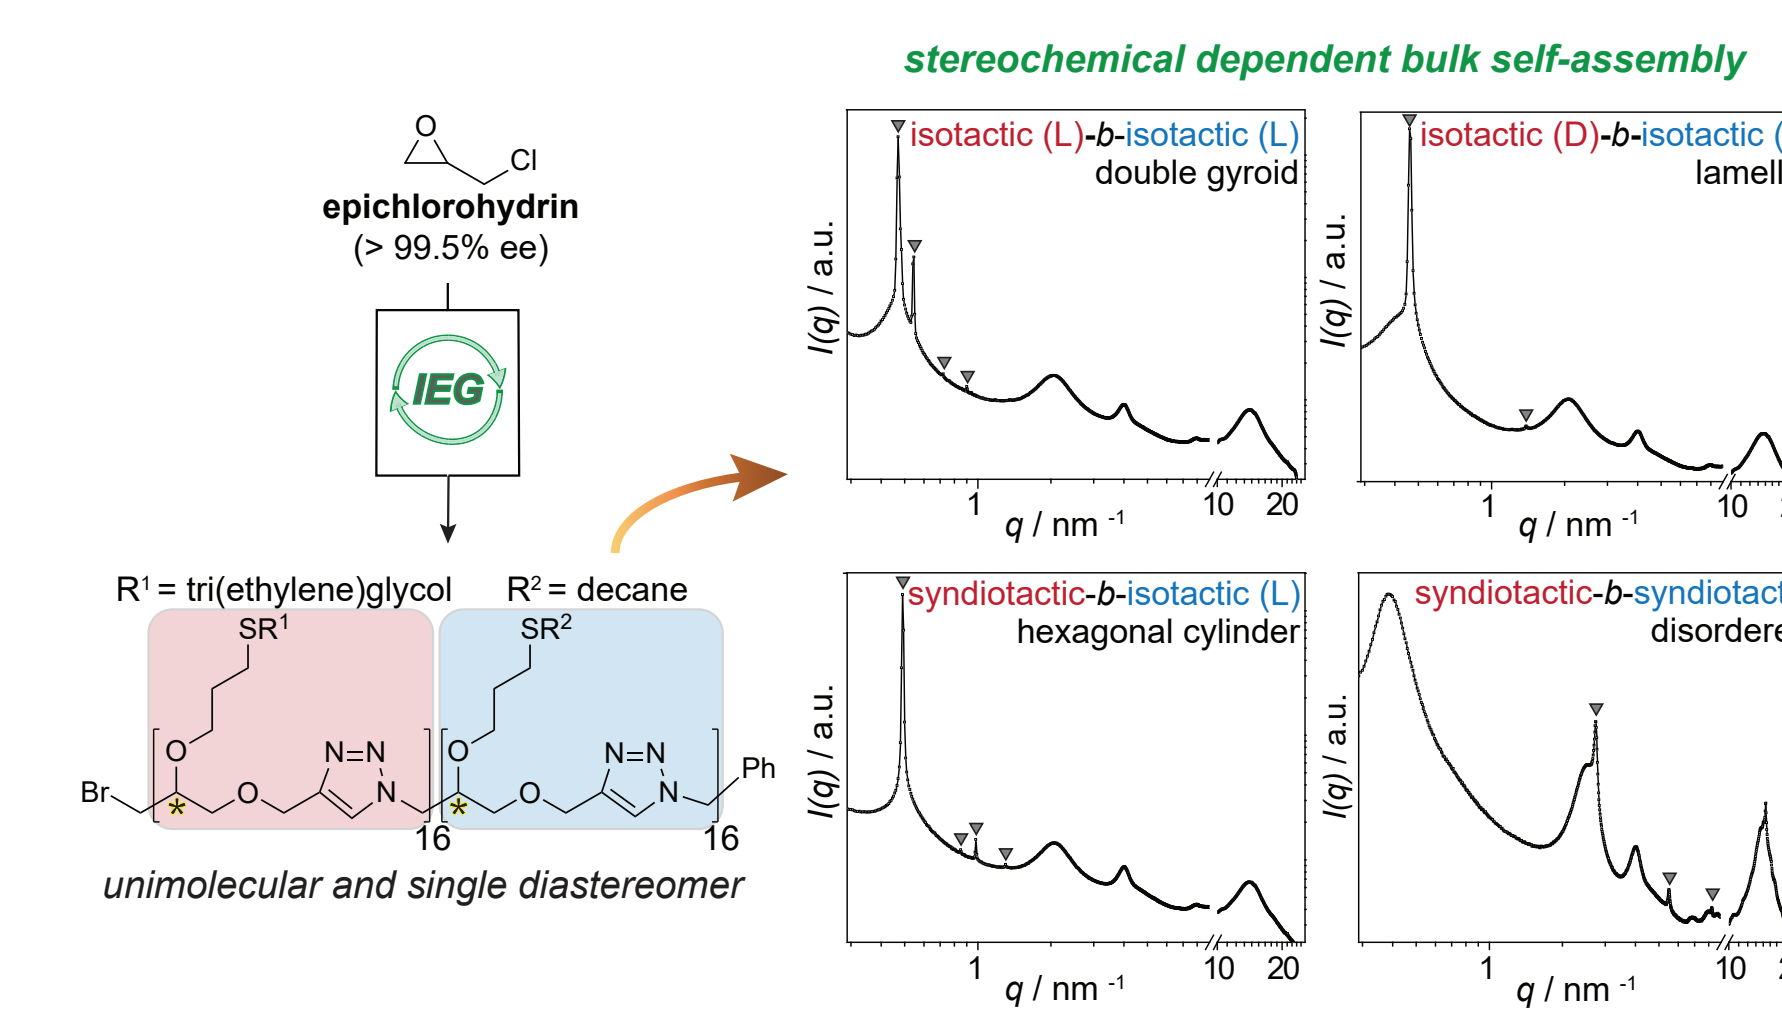 stereochemical dependent bulk self-assembly
O
Cl
epichlorohydrin
(> 99.5% ee)
IEG
R¹ = tri(ethylene)glycol
R² = decane
SR¹
SR²
O
N=N
O
N=N
Br
*
O
N
*
O
N
Ph
16
16
unimolecular and single diastereomer
isotactic (L)-b-isotactic (L)
double gyroid
I(q) / a.u.
1
10
20
q / nm -1
isotactic (D)-b-isotactic (
lamell
I(q) / a.u.
1
10
q / nm -1
syndiotactic-b-isotactic (L)
hexagonal cylinder
I(q) / a.u.
1
10
20
q / nm -1
syndiotactic-b-syndiotact
disordere
I(q) / a.u.
1
10
q / nm -1